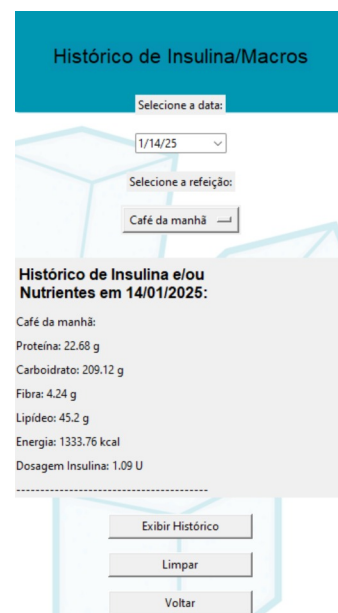 Histórico de Insulina/Macros
Selecione a data:
1/14/25
Selecione a refeição:
Café da manhã
Histórico de Insulina e/ou
Nutrientes em 14/01/2025:
Café da manhã:
Proteína: 22.68 g
Carboidrato: 209.12 g
Fibra: 4.24 g
Lipídeo: 45.2 g
Energia: 1333.76 kcal
Dosagem Insulina: 1.09 U
----------------------------------------
Exibir Histórico
Limpar
Voltar